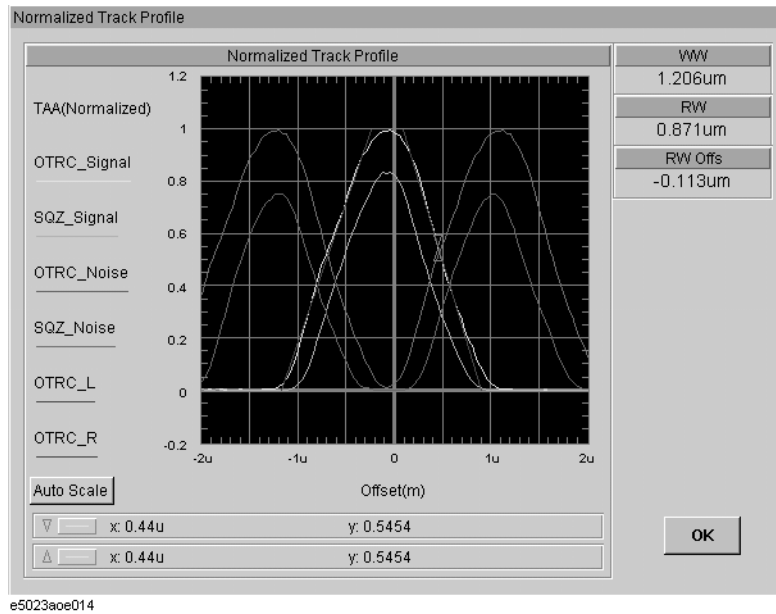 Normalized Track Profile
Normalized Track Profile
WW
1.206um
RW
0.871um
RW Offs
-0.113um
TAA(Normalized)
OTRC_Signal
SQZ_Signal
OTRC_Noise
SQZ_Noise
OTRC_L
OTRC_R
1.2
1
0.8
0.6
0.4
0.2
0
-0.2
-2u
-1u
0
1u
2u
Auto Scale
Offset(m)
x: 0.44u y: 0.5454
x: 0.44u y: 0.5454
OK
e5023aoe014